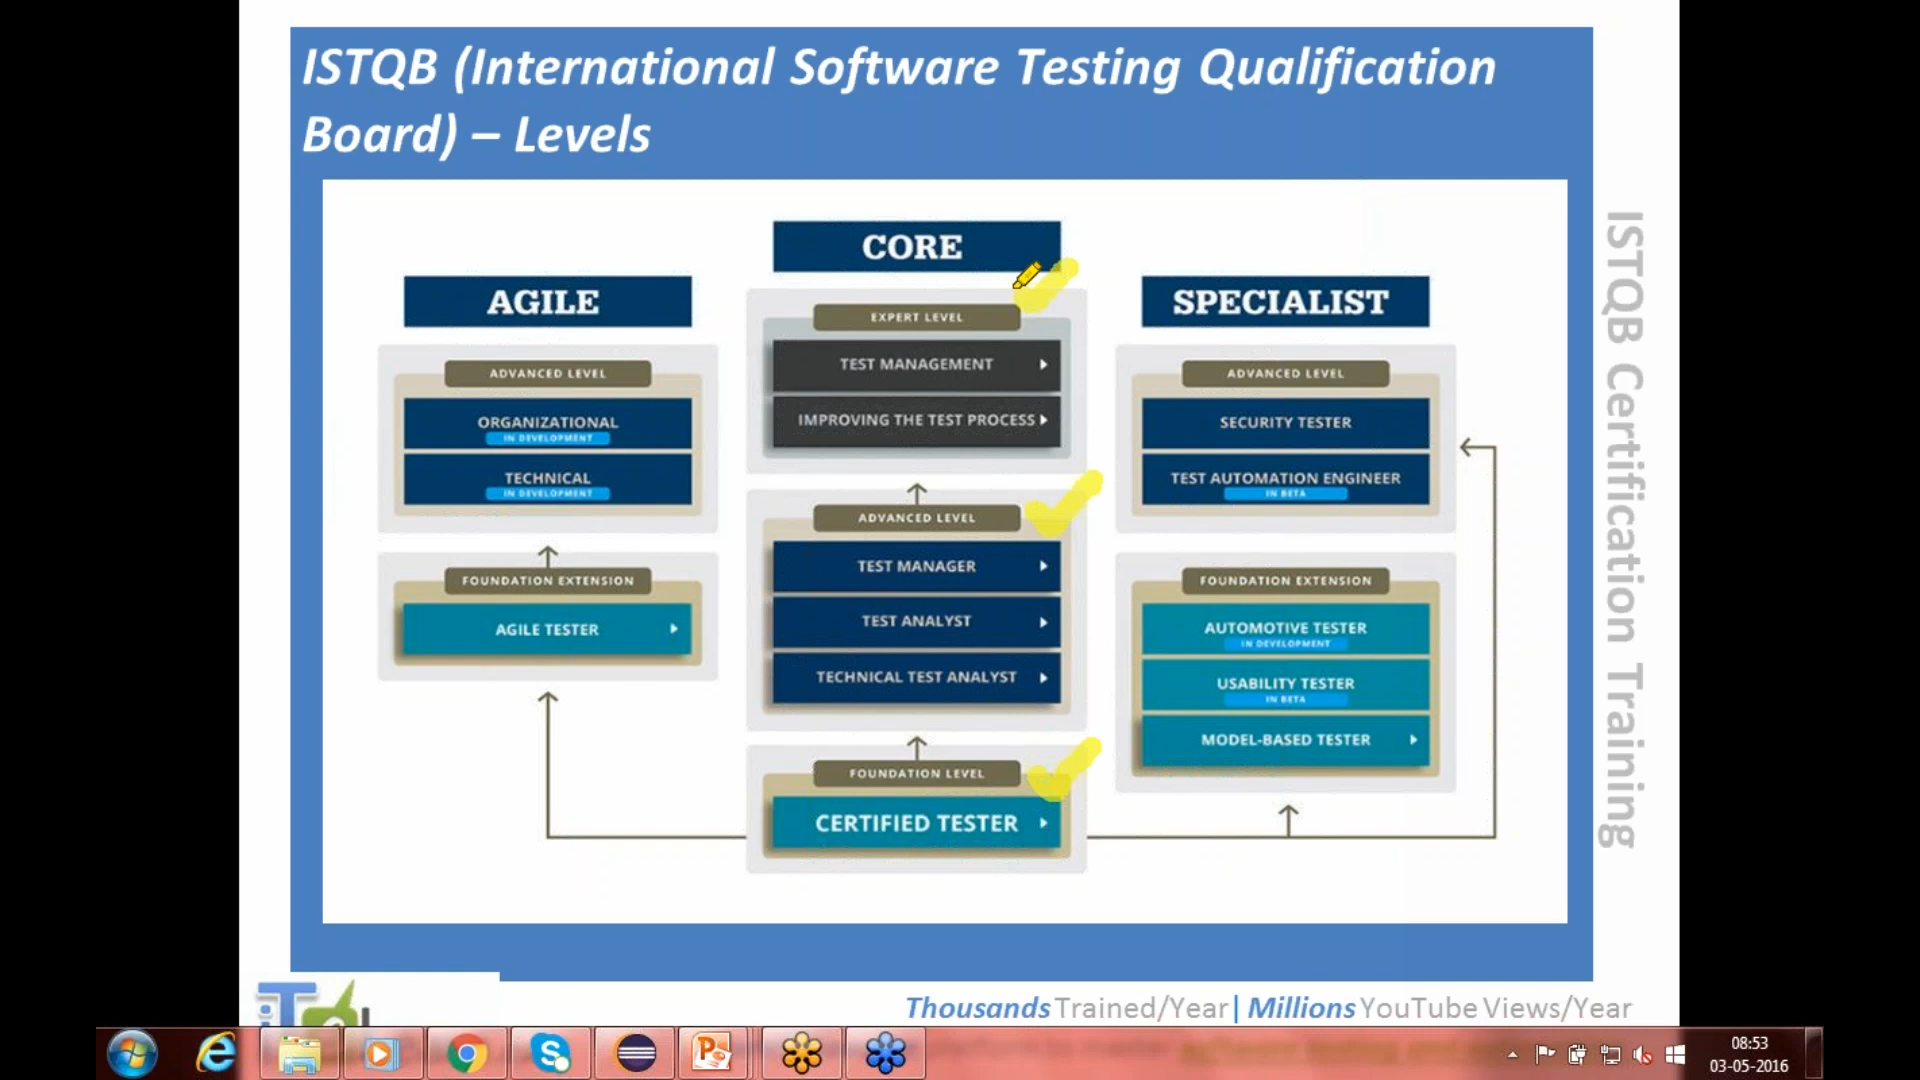 ISTQB (International Software Testing Qualification
Board) – Levels
CORE
AGILE
SPECIALIST
EXPERT LEVEL
TEST MANAGEMENT
IMPROVING THE TEST PROCESS
ADVANCED LEVEL
ORGANIZATIONAL
IN DEVELOPMENT
TECHNICAL
IN DEVELOPMENT
ADVANCED LEVEL
SECURITY TESTER
TEST AUTOMATION ENGINEER
IN BETA
ADVANCED LEVEL
TEST MANAGER
TEST ANALYST
TECHNICAL TEST ANALYST
FOUNDATION EXTENSION
AGILE TESTER
FOUNDATION EXTENSION
AUTOMOTIVE TESTER
IN DEVELOPMENT
USABILITY TESTER
IN BETA
MODEL-BASED TESTER
FOUNDATION LEVEL
CERTIFIED TESTER
ISTQB Certification Training
Thousands Trained/Year| Millions YouTube Views/Year
08:53
03-05-2016